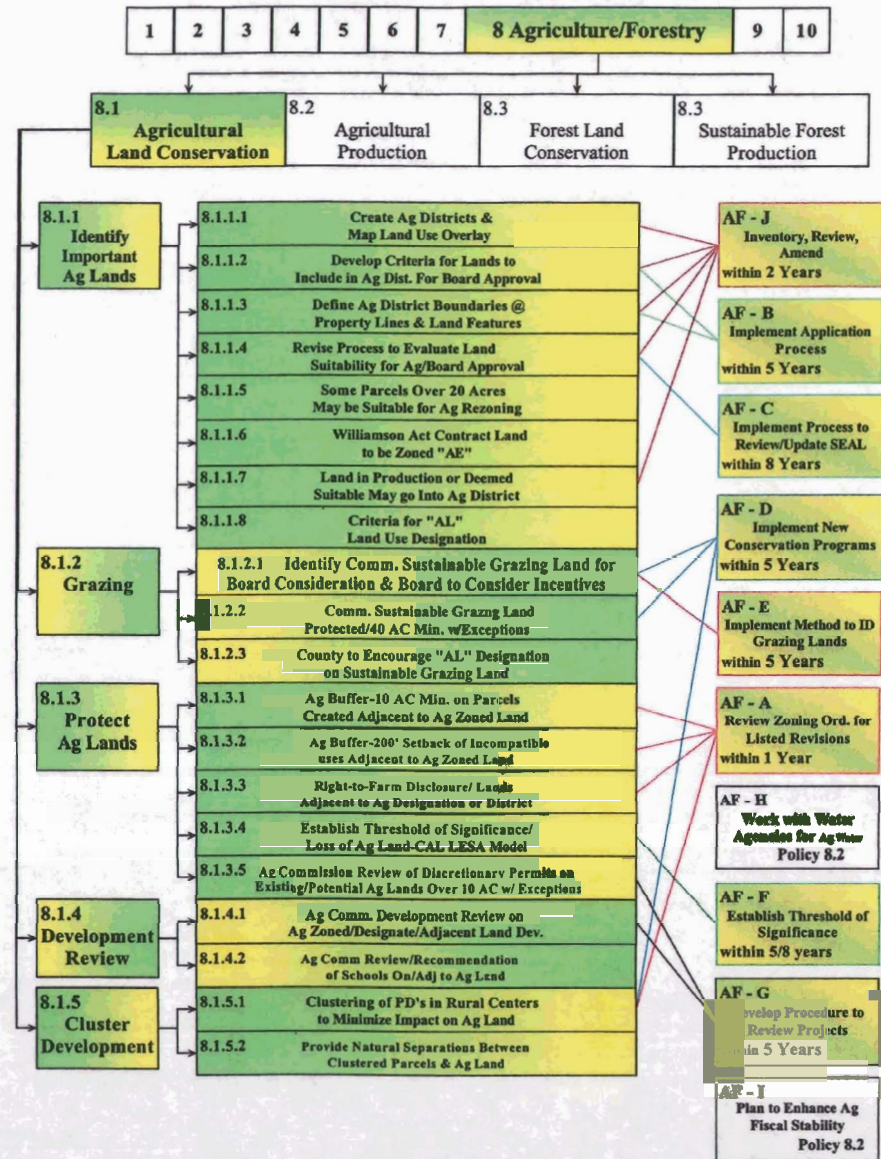 1 2 3 4 5 6 7 8 Agriculture/Forestry 9 10
8.1
Agricultural
Land Conservation
8.2
Agricultural
Production
8.3
Forest Land
Conservation
8.3
Sustainable Forest
Production
8.1.1
Identify
Important
Ag Lands
8.1.1.1 Create Ag Districts &
Map Land Use Overlay
8.1.1.2 Develop Criteria for Lands to
Include in Ag Dist. For Board Approval
8.1.1.3 Define Ag District Boundaries @
Property Lines & Land Features
8.1.1.4 Revise Process to Evaluate Land
Suitability for Ag/Board Approval
8.1.1.5 Some Parcels Over 20 Acres
May be Suitable for Ag Rezoning
8.1.1.6 Williamson Act Contract Land
to be Zoned "AE"
8.1.1.7 Land in Production or Deemed
Suitable May go Into Ag District
8.1.1.8 Criteria for "AL"
Land Use Designation
8.1.2
Grazing
8.1.2.1 Identify Comm. Sustainable Grazing Land for
Board Consideration & Board to Consider Incentives
.1.2.2 Comm. Sustainable Grazng Land
Protected/40 AC Min. w/Exceptions
8.1.2.3 County to Encourage "AL" Designation
on Sustainable Grazing Land
8.1.3
Protect
Ag Lands
8.1.3.1 Ag Buffer-10 AC Min. on Parcels
Created Adjacent to Ag Zoned Land
8.1.3.2 Ag Buffer-200' Setback of Incompatible
uses Adjacent to Ag Zoned Land
8.1.3.3 Right-to-Farm Disclosure/ Lands
Adjacent to Ag Designation or District
8.1.3.4 Establish Threshold of Significance/
Loss of Ag Land-CAL LESA Model
8.1.3.5 Ag Commission Review of Discretionary Permits on
Existing/Potential Ag Lands Over 10 AC w/ Exceptions
8.1.4
Development
Review
8.1.4.1 Ag Comm. Development Review on
Ag Zoned/Designate/Adjacent Land Dev.
8.1.4.2 Ag Comm Review/Recommendation
of Schools On/Adj to Ag Land
8.1.5
Cluster
Development
8.1.5.1 Clustering of PD's in Rural Centers
to Minimize Impact on Ag Land
8.1.5.2 Provide Natural Separations Between
Clustered Parcels & Ag Land
AF - J
Inventory, Review,
Amend
within 2 Years
AF - B
Implement Application
Process
within 5 Years
AF - C
Implement Process to
Review/Update SEAL
within 8 Years
AF - D
Implement New
Conservation Programs
within 5 Years
AF - E
Implement Method to ID
Grazing Lands
within 5 Years
AF - A
Review Zoning Ord. for
Listed Revisions
within 1 Year
AF - H
Work with Water
Agencies for Ag Water
Policy 8.2
AF - F
Establish Threshold of
Significance
within 5/8 years
AF - G
evelop Procedure to
Review Projects
hin 5 Years
AF - I
Plan to Enhance Ag
Fiscal Stability
Policy 8.2